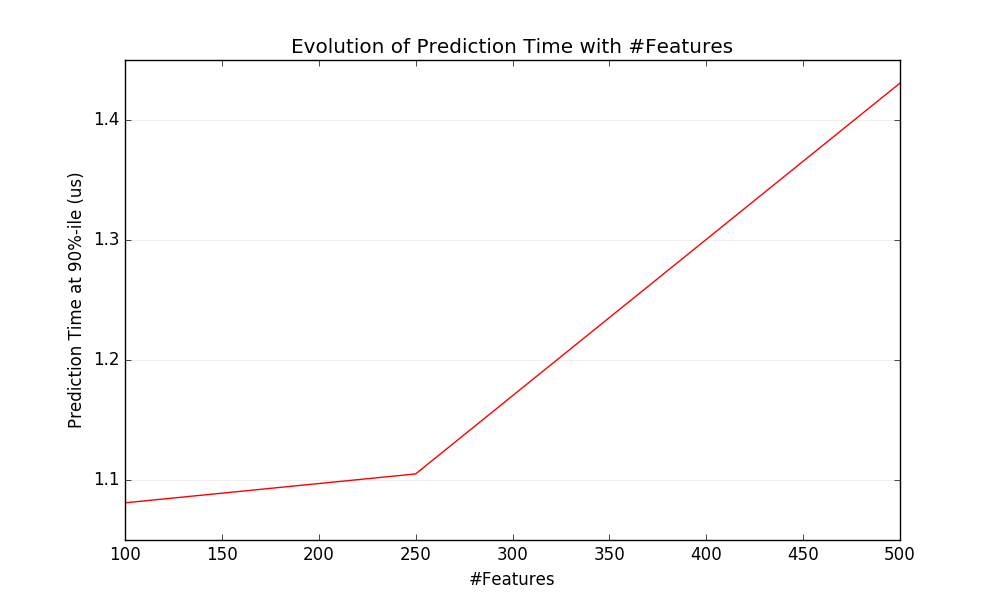 Evolution of Prediction Time with #Features
Prediction Time at 90%-ile (us)
1.4
1.3
1.2
1.1
100 150 200 250 300 350 400 450 500
#Features